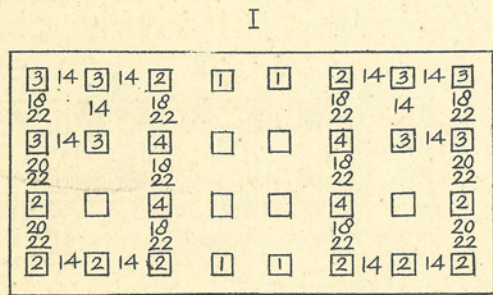 I
3 14 3 14 2 1 1 2 14 3 14 3
18 14 18 18 14 18
22 22 22 22
3 14 3 4 4 3 14 3
20 18 18 20
22 22 22 22
2 4 4 2
20 18 18 20
22 22 22 22
2 14 2 14 2 1 1 2 14 2 14 2